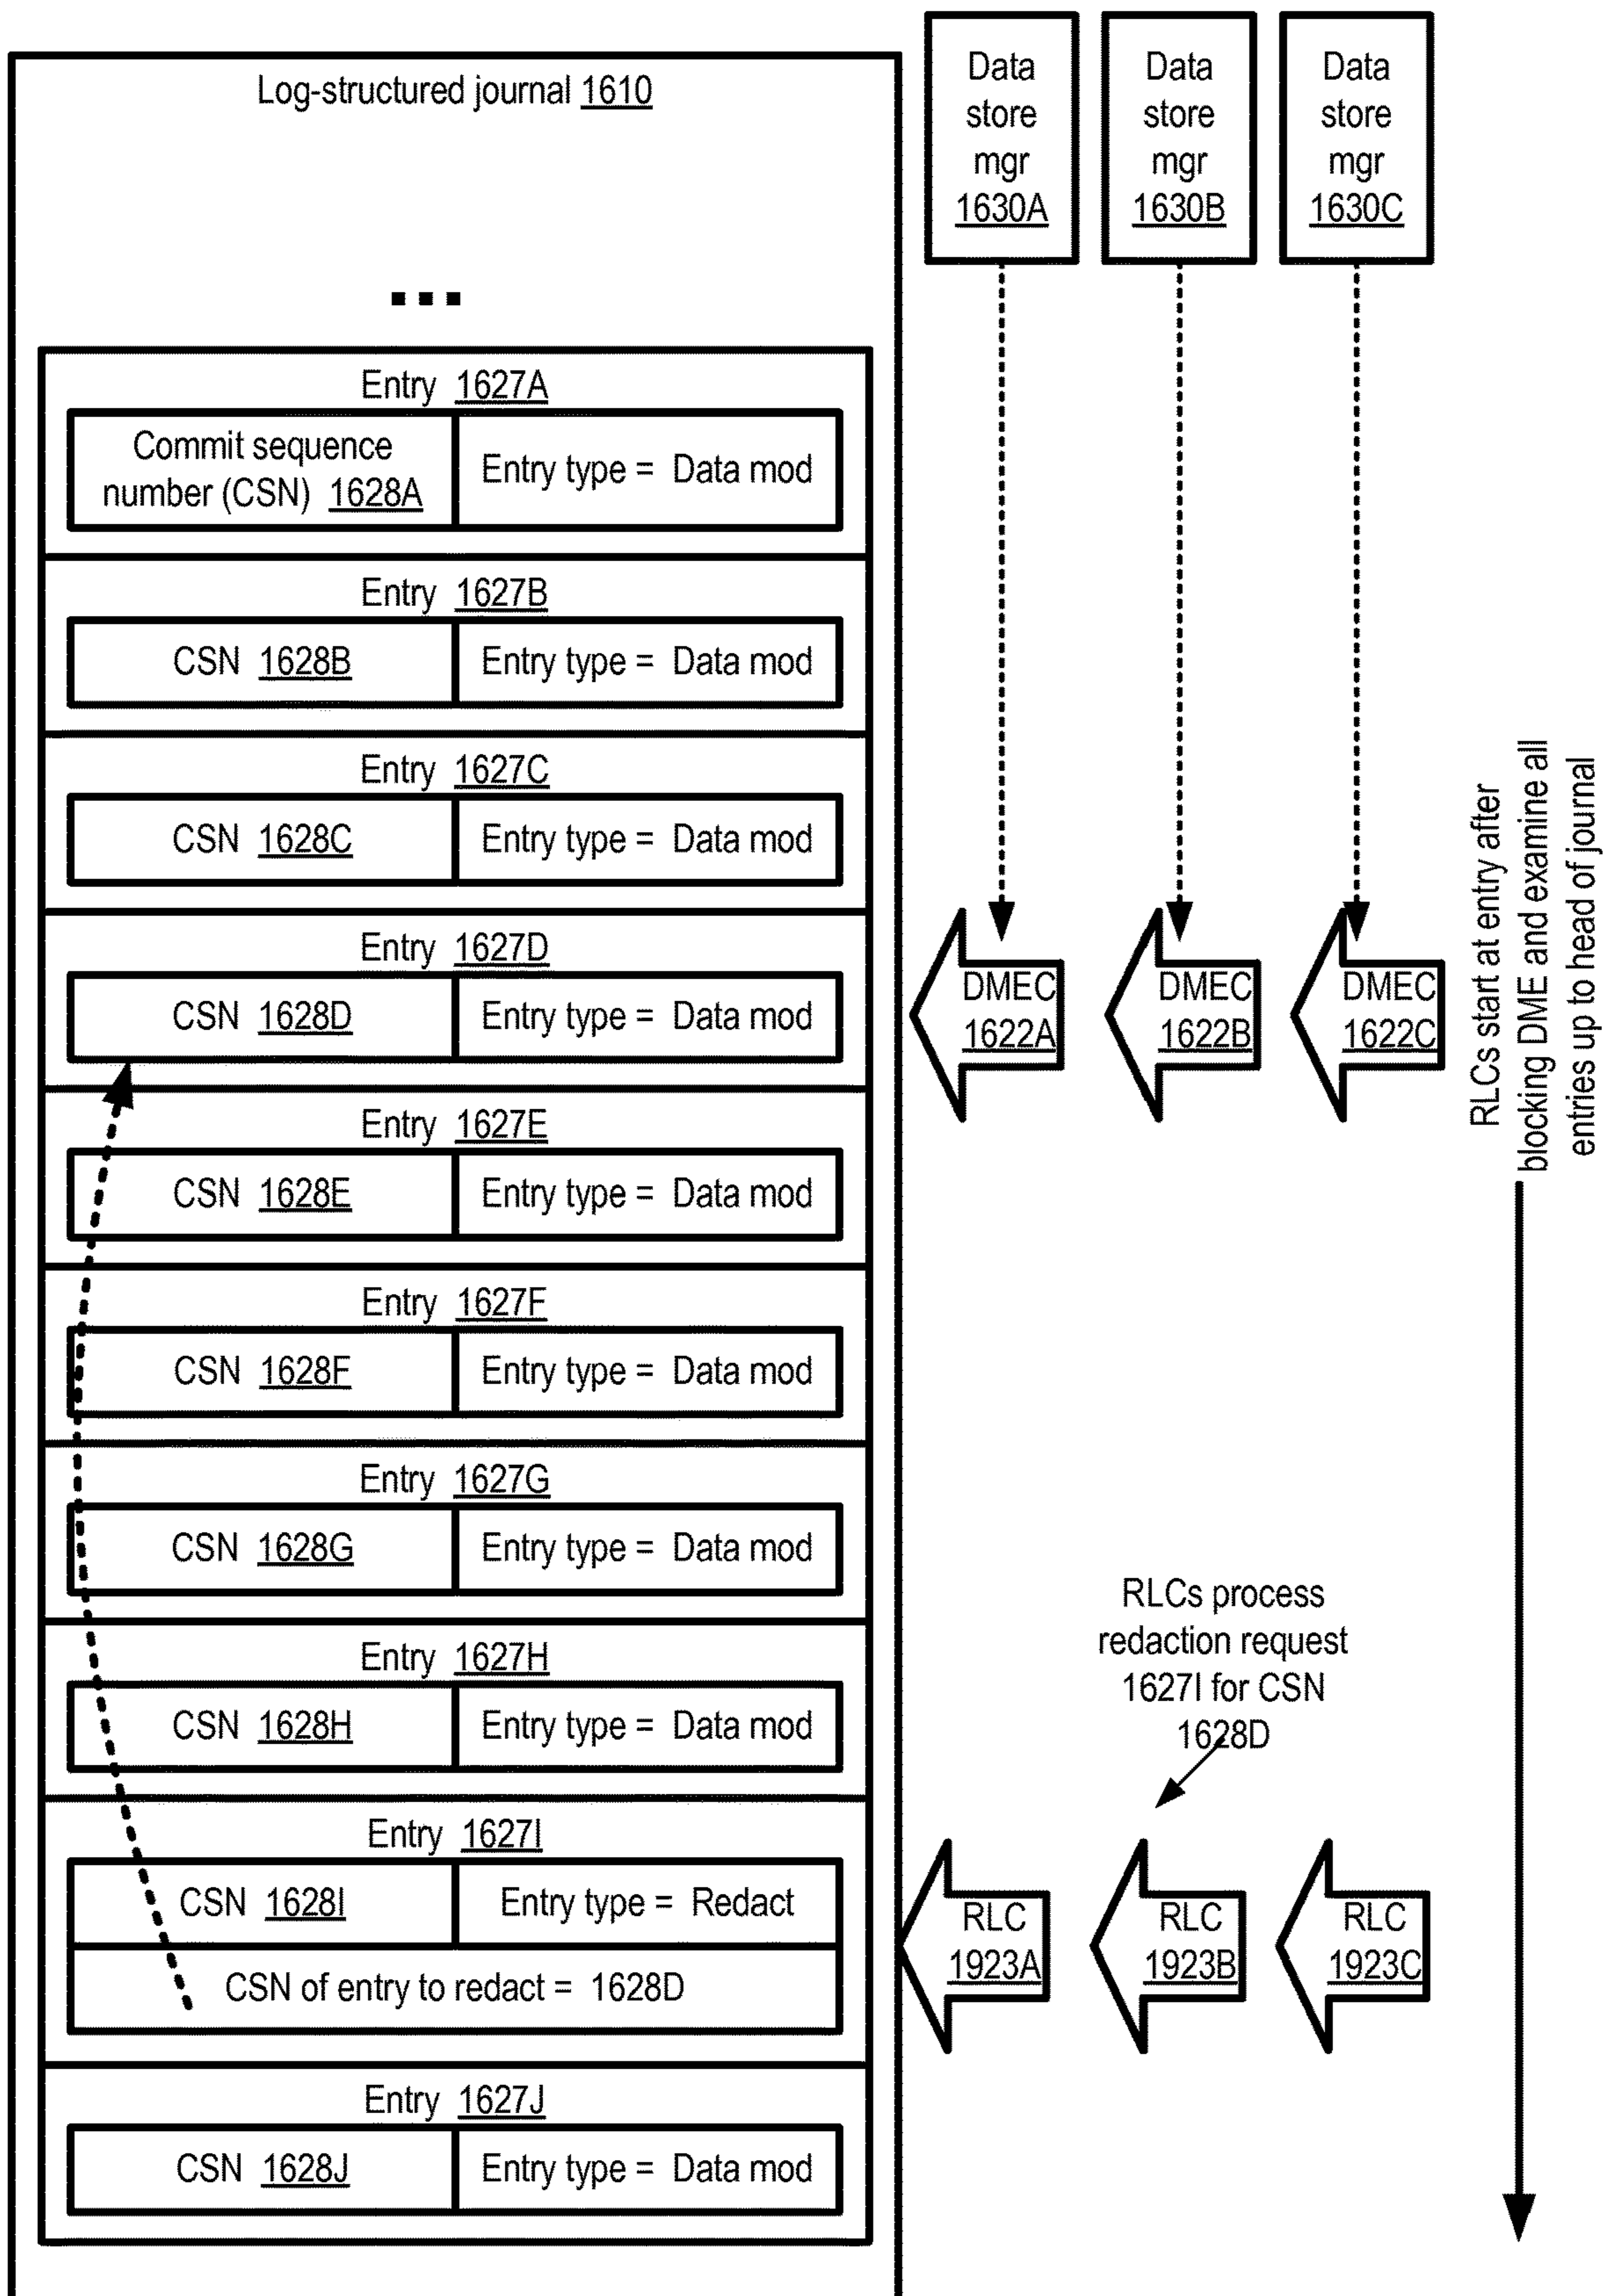 Log-structured journal 1610
Data
store
mgr
1630A
Data
store
mgr
1630B
Data
store
mgr
1630C
...
Entry 1627A
Commit sequence
number (CSN) 1628A
Entry type = Data mod
Entry 1627B
CSN 1628B
Entry type = Data mod
Entry 1627C
CSN 1628C
Entry type = Data mod
Entry 1627D
CSN 1628D
Entry type = Data mod
DMEC
1622A
DMEC
1622B
DMEC
1622C
RLCs start at entry after
blocking DME and examine all
entries up to head of journal
Entry 1627E
CSN 1628E
Entry type = Data mod
Entry 1627F
CSN 1628F
Entry type = Data mod
Entry 1627G
CSN 1628G
Entry type = Data mod
Entry 1627H
CSN 1628H
Entry type = Data mod
RLCs process
redaction request
1627I for CSN
1628D
Entry 1627I
CSN 1628I
Entry type = Redact
CSN of entry to redact = 1628D
RLC
1923A
RLC
1923B
RLC
1923C
Entry 1627J
CSN 1628J
Entry type = Data mod